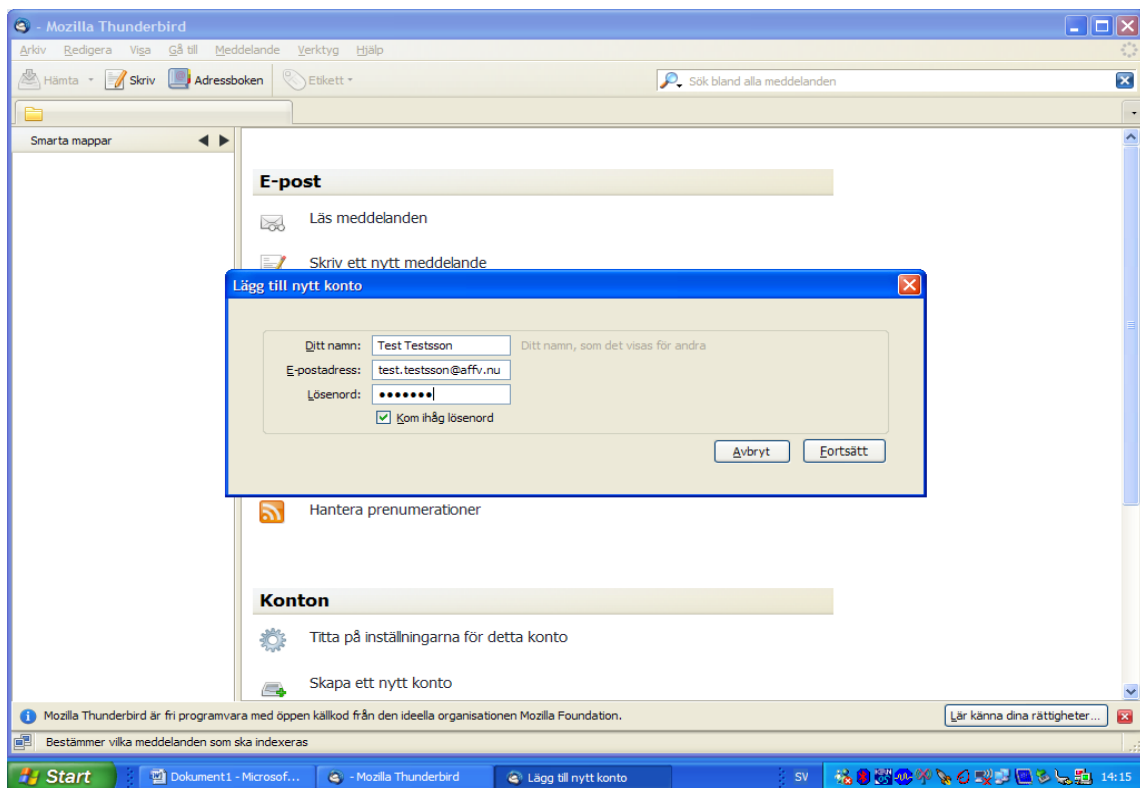 - Mozilla Thunderbird
Arkiv Redigera Visa Gå till Meddelande Verktyg Hjälp
Hämta Skriv Adressboken Etikett Sök bland alla meddelanden
Smarta mappar
E-post
Läs meddelanden
Skriv ett nytt meddelande
Lägg till nytt konto
Ditt namn: Test Testsson Ditt namn, som det visas för andra
E-postadress: test.testsson@affv.nu
Lösenord: •••••••
Kom ihåg lösenord
Avbryt Fortsätt
Hantera prenumerationer
Konton
Titta på inställningarna för detta konto
Skapa ett nytt konto
Mozilla Thunderbird är fri programvara med öppen källkod från den ideella organisationen Mozilla Foundation. Lär känna dina rättigheter...
Bestämmer vilka meddelanden som ska indexeras
Start Dokument1 - Microsof... - Mozilla Thunderbird Lägg till nytt konto SV 14:15